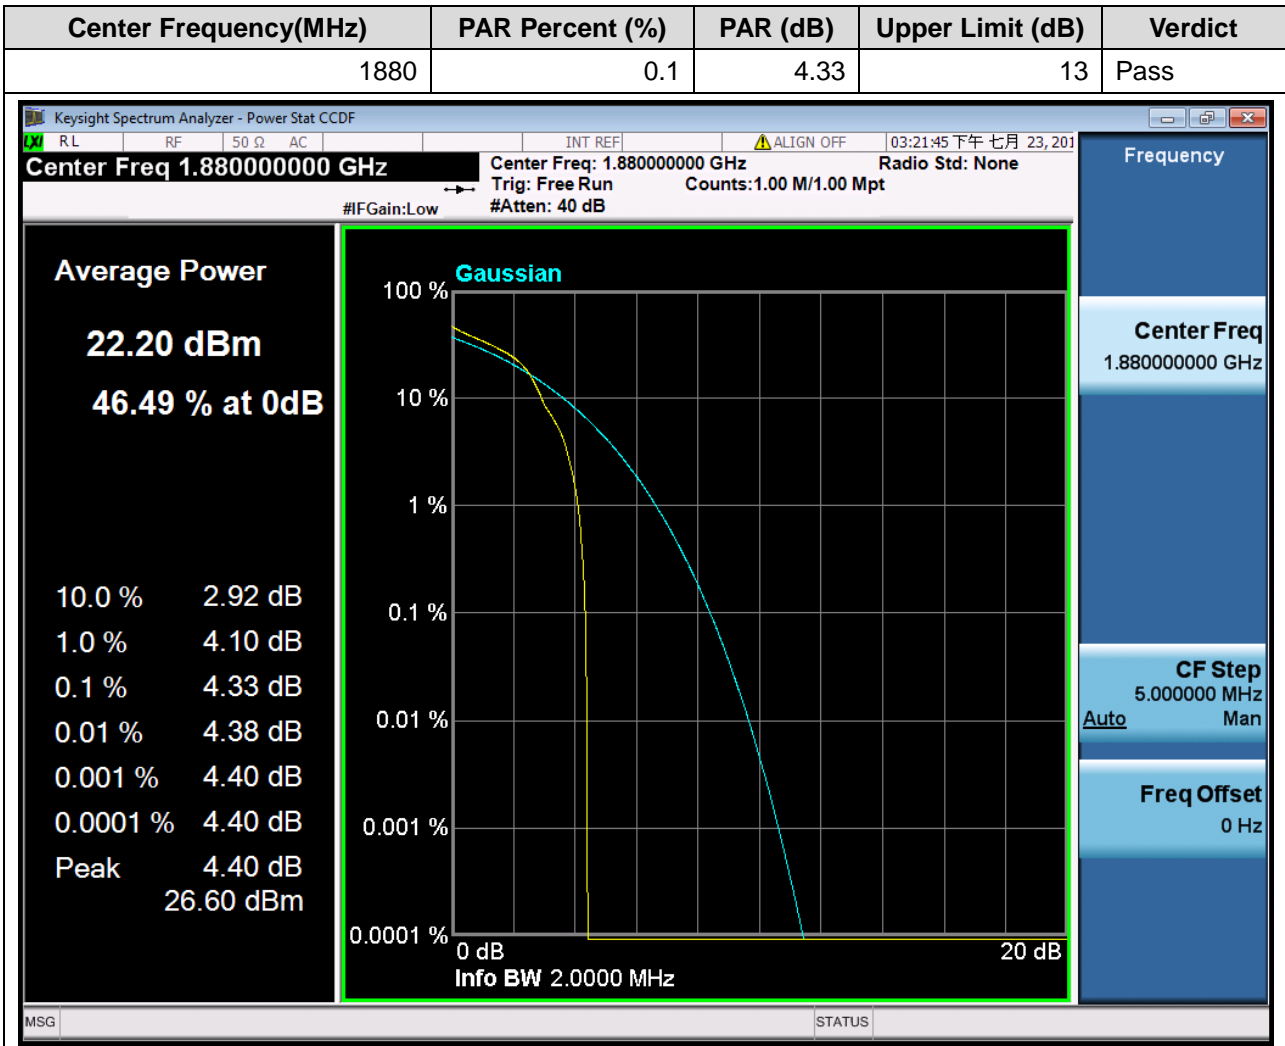 Center Frequency(MHz) PAR Percent (%) PAR (dB) Upper Limit (dB) Verdict
1880 0.1 4.33 13 Pass
Keysight Spectrum Analyzer - Power Stat CCDF
LXI RL RF 50 Ω AC INT REF ALIGN OFF 03:21:45 下午 七月 23, 201
Center Freq 1.880000000 GHz
Center Freq: 1.880000000 GHz Radio Std: None
Trig: Free Run Counts:1.00 M/1.00 Mpt
#IFGain:Low #Atten: 40 dB
Average Power
22.20 dBm
46.49 % at 0dB
10.0 % 2.92 dB
1.0 % 4.10 dB
0.1 % 4.33 dB
0.01 % 4.38 dB
0.001 % 4.40 dB
0.0001 % 4.40 dB
Peak 4.40 dB
26.60 dBm
Gaussian
100 %
10 %
1 %
0.1 %
0.01 %
0.001 %
0.0001 %
0 dB 20 dB
Info BW 2.0000 MHz
Frequency
Center Freq
1.880000000 GHz
CF Step
5.000000 MHz
Auto Man
Freq Offset
0 Hz
MSG STATUS